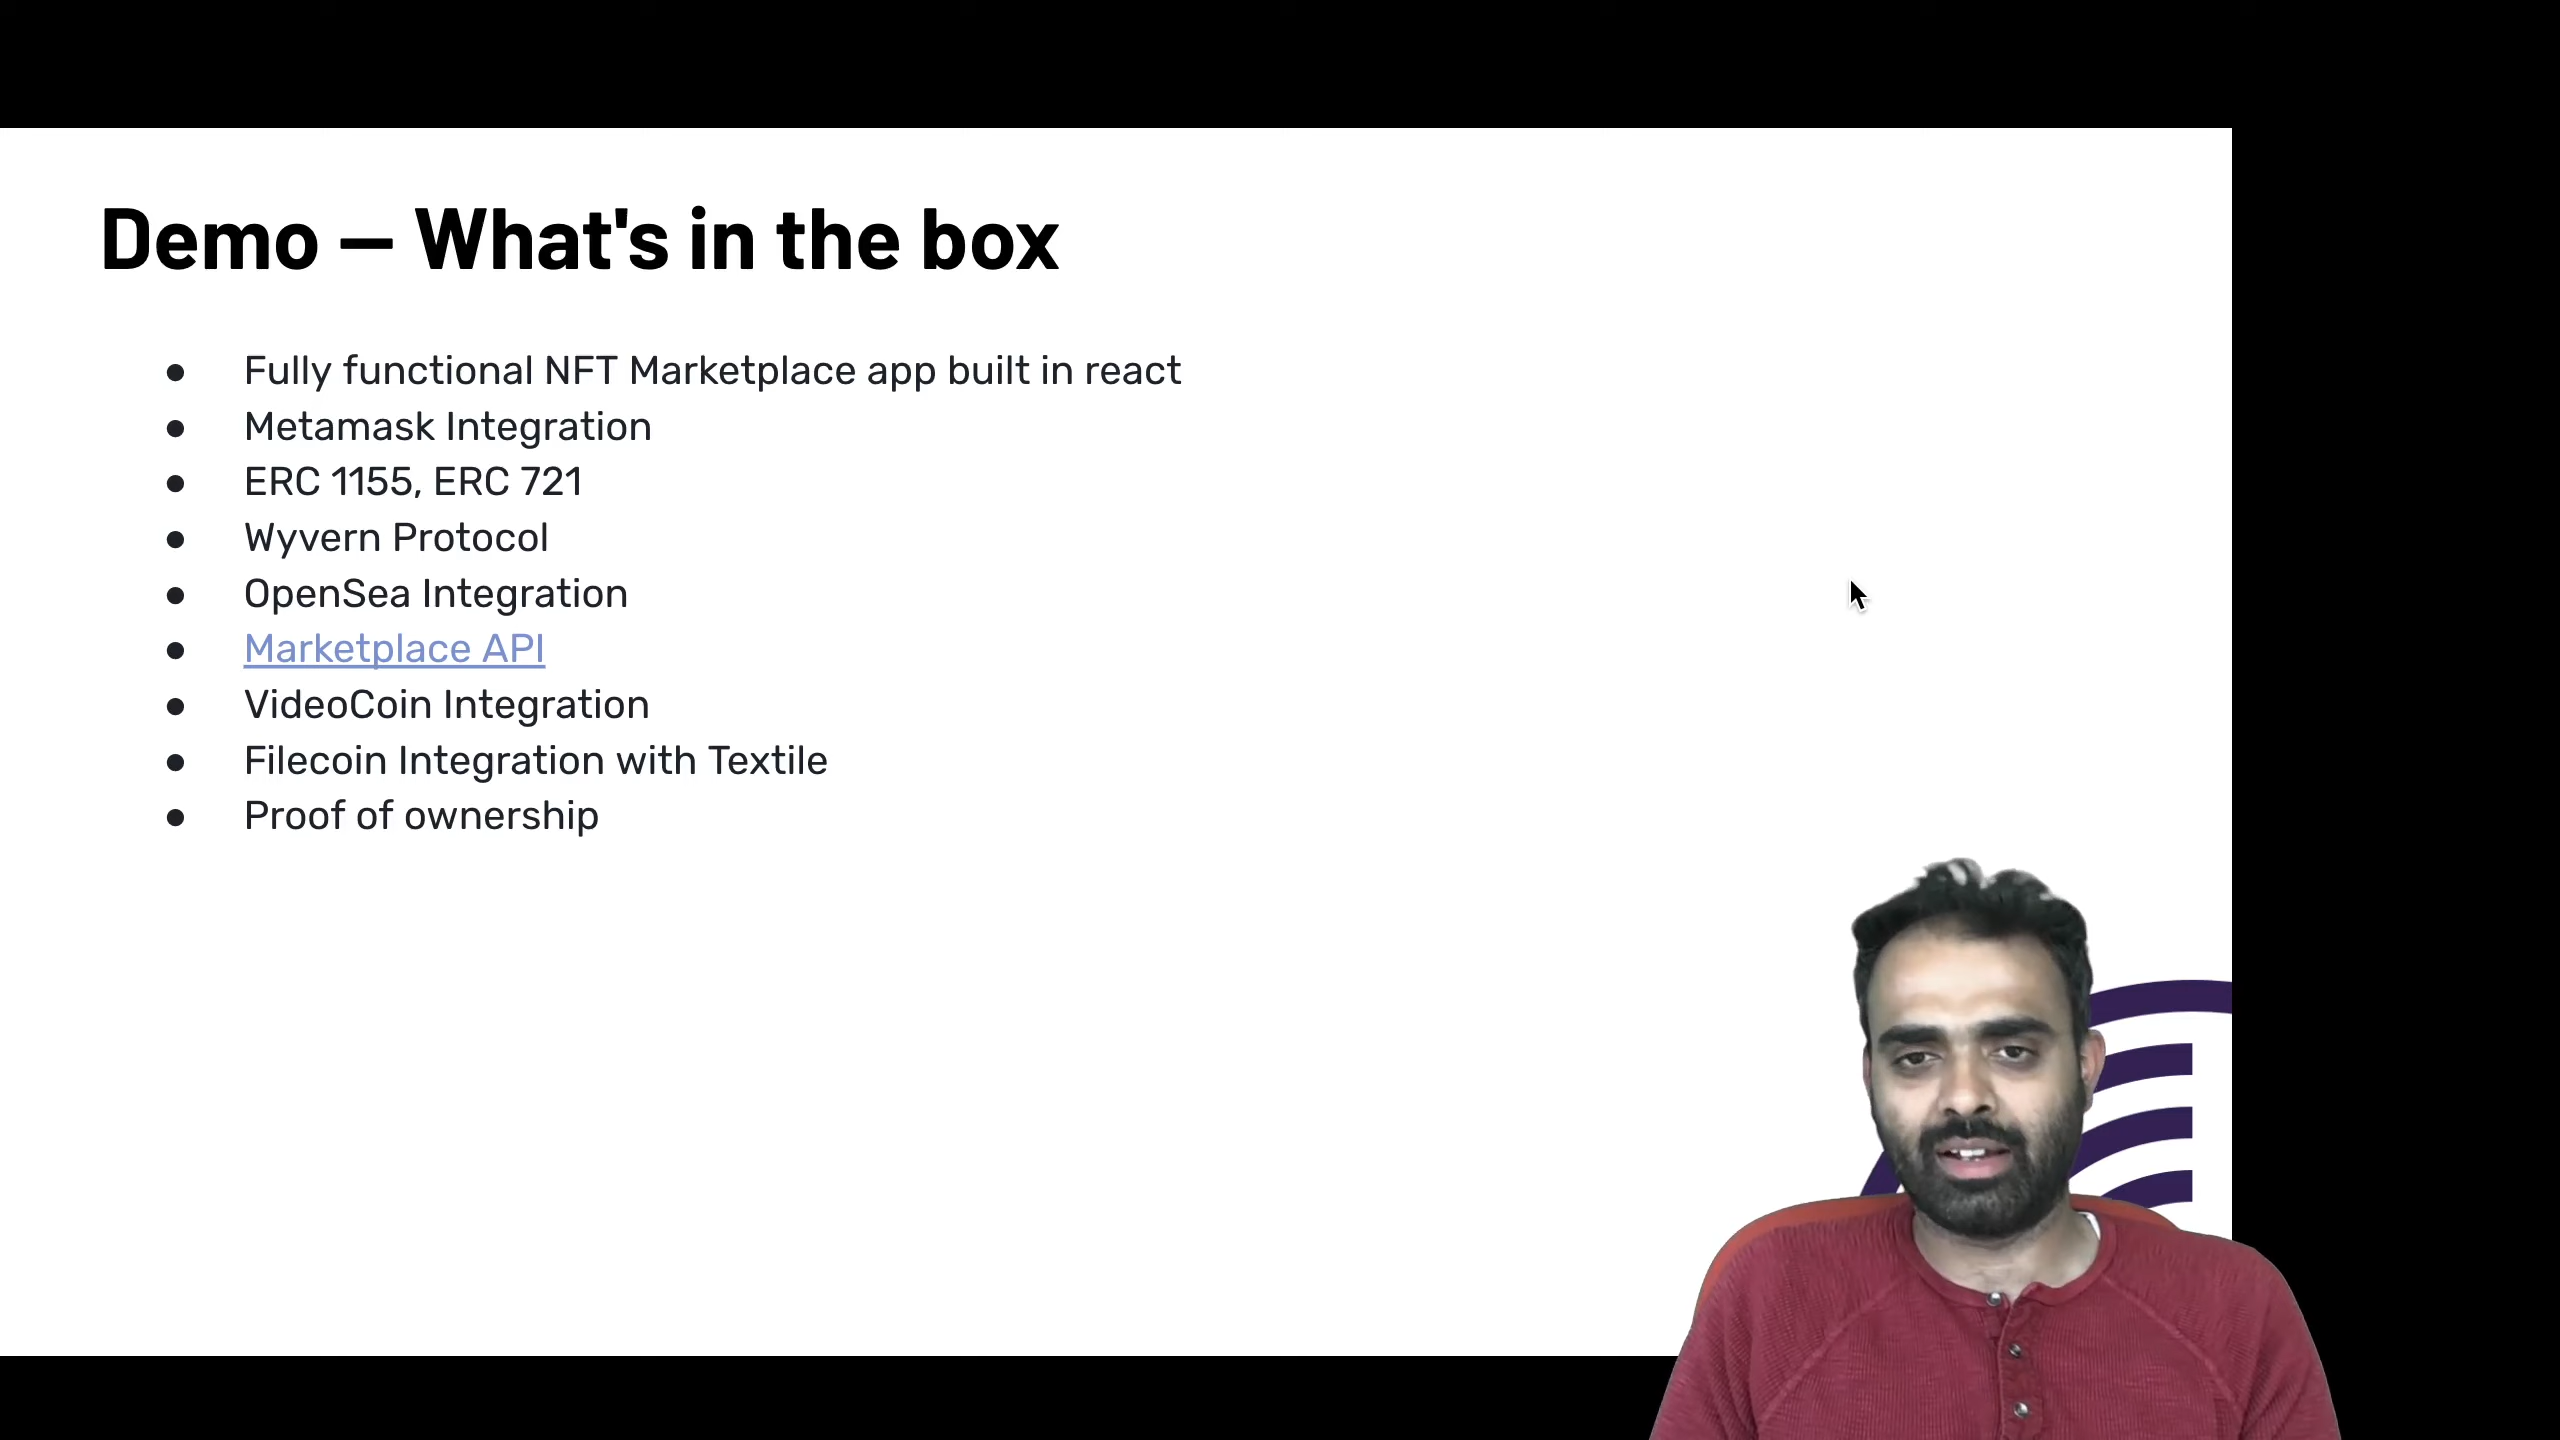 Demo — What's in the box
● Fully functional NFT Marketplace app built in react
● Metamask Integration
● ERC 1155, ERC 721
● Wyvern Protocol
● OpenSea Integration
● Marketplace API
● VideoCoin Integration
● Filecoin Integration with Textile
● Proof of ownership